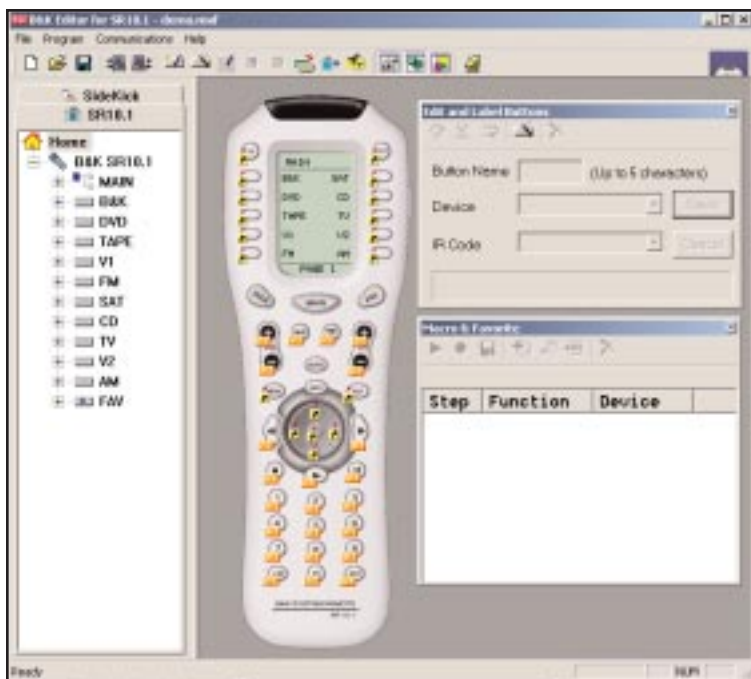 B&K Editor for SR10.1 - demo.rmf
File Program Communications Help
SideKick
SR10.1
Home
B&K SR10.1
MAIN
B&K
DVD
TAPE
V1
FM
SAT
CD
TV
V2
AM
FAV
MAIN
B&K SAT
DVD CD
TAPE TV
V1 V2
FM AM
PAGE 1
Edit and Label Buttons
Button Name (Up to 5 characters)
Device Save
IR Code Cancel
Macro & Favorite
Step Function Device
Ready NUM